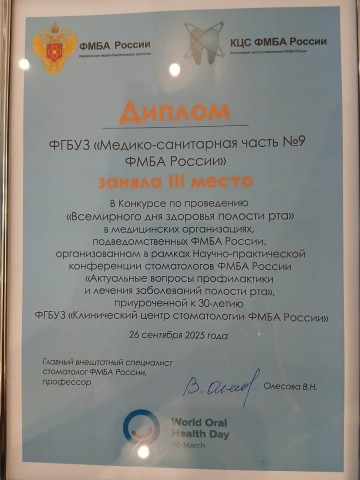 ФМБА России
КЦС ФМБА России
Диплом
ФГБУЗ «Медико-санитарная часть №9
ФМБА России»
заняла III место
В Конкурсе по проведению
«Всемирного дня здоровья полости рта»
в медицинских организациях,
подведомственных ФМБА России,
организованном в рамках Научно-практической
конференции стоматологов ФМБА России
«Актуальные вопросы профилактики
и лечения заболеваний полости рта»,
приуроченной к 30-летию
ФГБУЗ «Клинический центр стоматологии ФМБА России»
26 сентября 2025 года
Главный внештатный специалист
стоматолог ФМБА России,
профессор
Олесова В.Н.
World Oral
Health Day
20 March